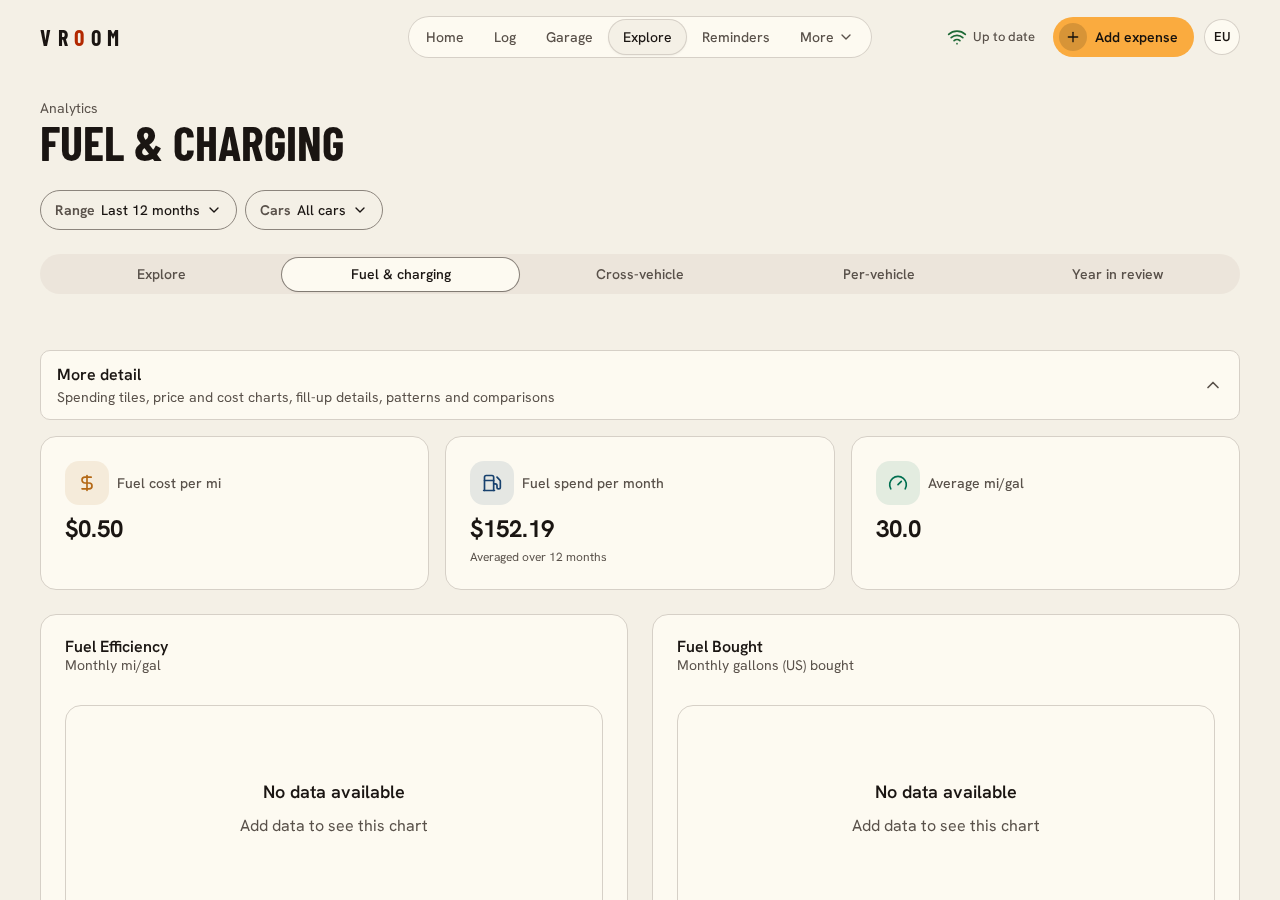 VROOM
Home Log Garage Explore Reminders More
Up to date
Add expense
EU
Analytics
FUEL & CHARGING
Range Last 12 months
Cars All cars
Explore Fuel & charging Cross-vehicle Per-vehicle Year in review
More detail
Spending tiles, price and cost charts, fill-up details, patterns and comparisons
Fuel cost per mi
$0.50
Fuel spend per month
$152.19
Averaged over 12 months
Average mi/gal
30.0
Fuel Efficiency
Monthly mi/gal
No data available
Add data to see this chart
Fuel Bought
Monthly gallons (US) bought
No data available
Add data to see this chart